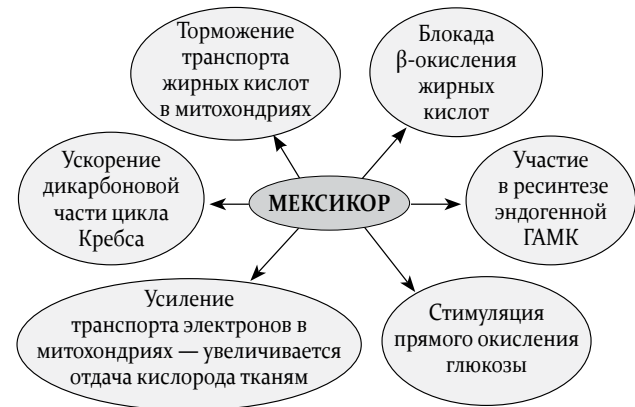 Торможение
транспорта
жирных кислот
в митохондриях
Блокада
β-окисления
жирных
кислот
Ускорение
дикарбоновой
части цикла
Кребса
МЕКСИКОР
Участие
в ресинтезе
эндогенной
ГАМК
Усиление
транспорта электронов в
митохондриях — увеличивается
отдача кислорода тканям
Стимуляция
прямого окисления
глюкозы